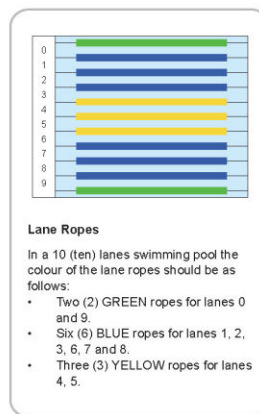 0
1
2
3
4
5
6
7
8
9
Lane Ropes
In a 10 (ten) lanes swimming pool the
colour of the lane ropes should be as
follows:
• Two (2) GREEN ropes for lanes 0
and 9.
• Six (6) BLUE ropes for lanes 1, 2,
3, 6, 7 and 8.
• Three (3) YELLOW ropes for lanes
4, 5.